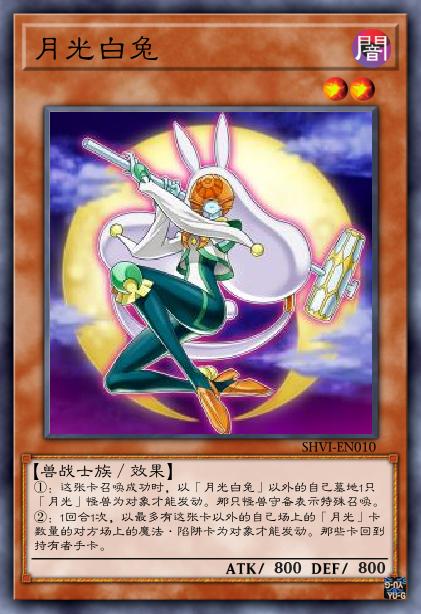 月光白兔
闇
SHVI-EN010
【兽战士族／效果】
①：这张卡召唤成功时，以「月光白兔」以外的自己墓地1只
「月光」怪兽为对象才能发动。那只怪兽守备表示特殊召唤。
②：1回合1次，以最多有这张卡以外的自己场上的「月光」卡
数量的对方场上的魔法·陷阱卡为对象才能发动。那些卡回到
持有者手卡。
ATK/ 800 DEF/ 800